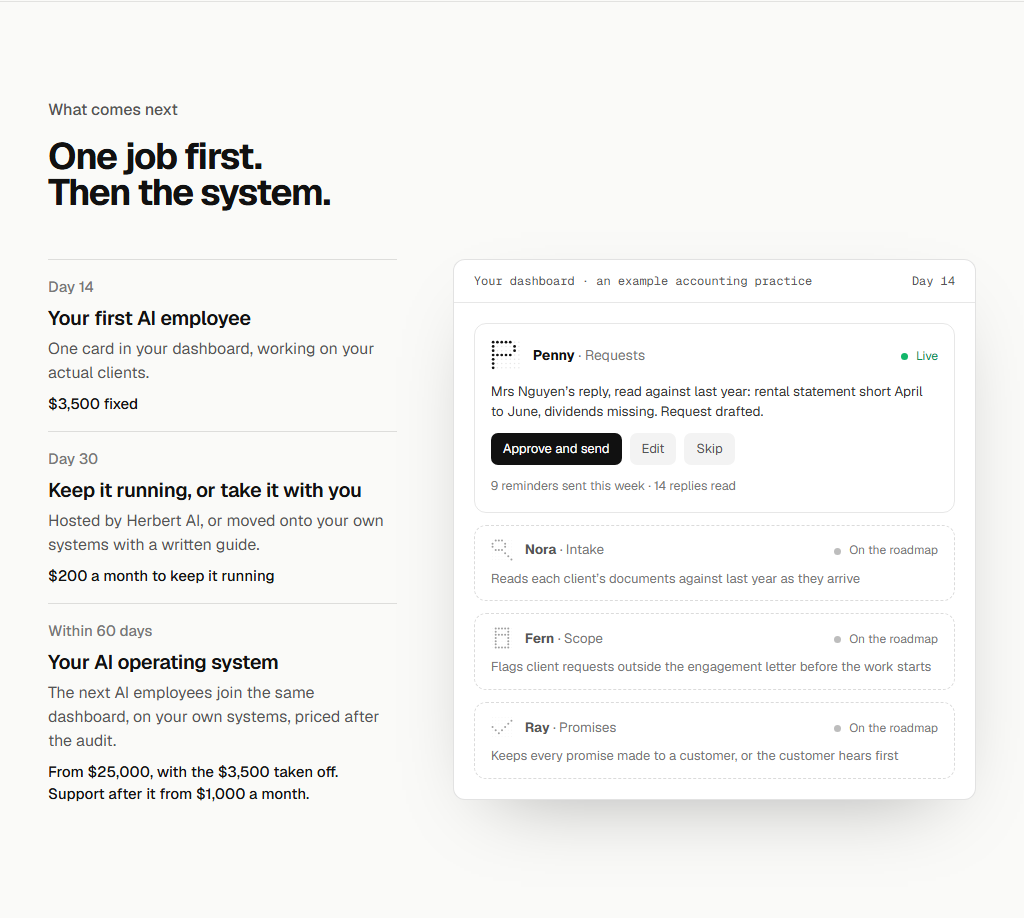 What comes next
One job first.
Then the system.
Day 14
Your first AI employee
One card in your dashboard, working on your
actual clients.
$3,500 fixed
Day 30
Keep it running, or take it with you
Hosted by Herbert AI, or moved onto your own
systems with a written guide.
$200 a month to keep it running
Within 60 days
Your AI operating system
The next AI employees join the same
dashboard, on your own systems, priced after
the audit.
From $25,000, with the $3,500 taken off.
Support after it from $1,000 a month.
Your dashboard · an example accounting practice
Day 14
Penny · Requests
Live
Mrs Nguyen’s reply, read against last year: rental statement short April
to June, dividends missing. Request drafted.
Approve and send
Edit
Skip
9 reminders sent this week · 14 replies read
Nora · Intake
On the roadmap
Reads each client’s documents against last year as they arrive
Fern · Scope
On the roadmap
Flags client requests outside the engagement letter before the work starts
Ray · Promises
On the roadmap
Keeps every promise made to a customer, or the customer hears first